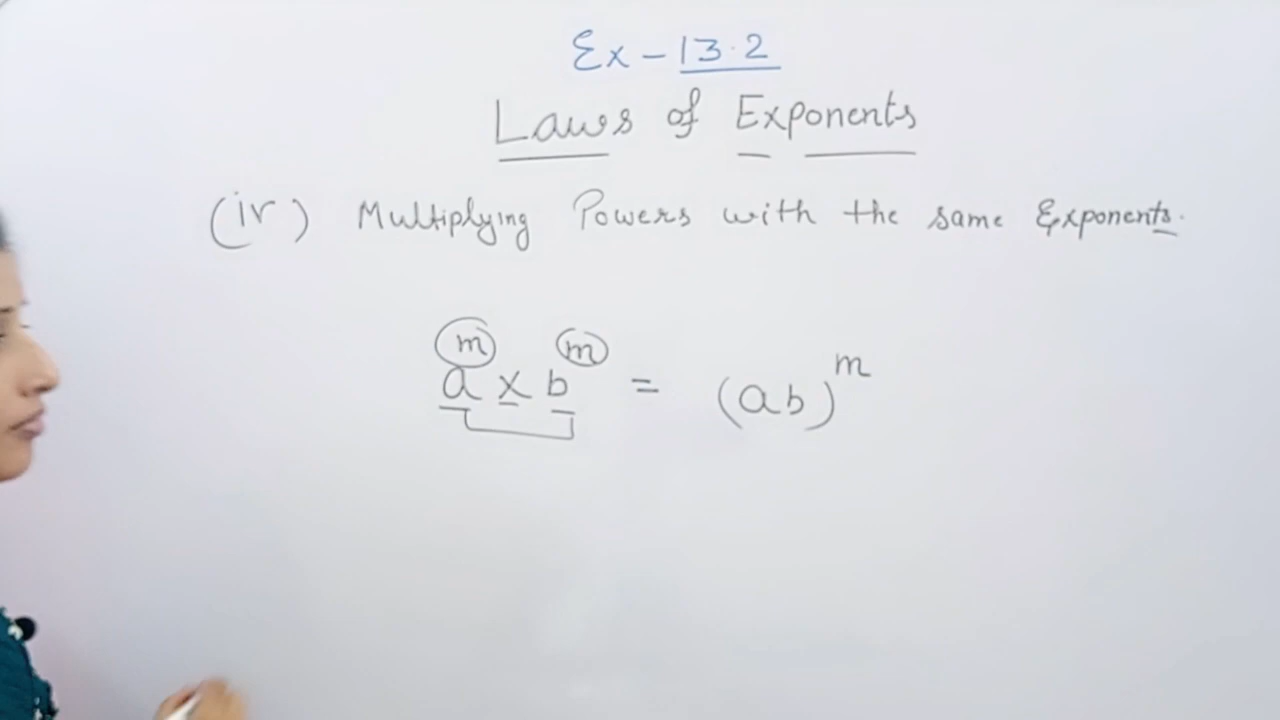 Ex - 13.2
Laws of Exponents
(iv) Multiplying Powers with the same Exponents.
a^m × b^m = (ab)^m